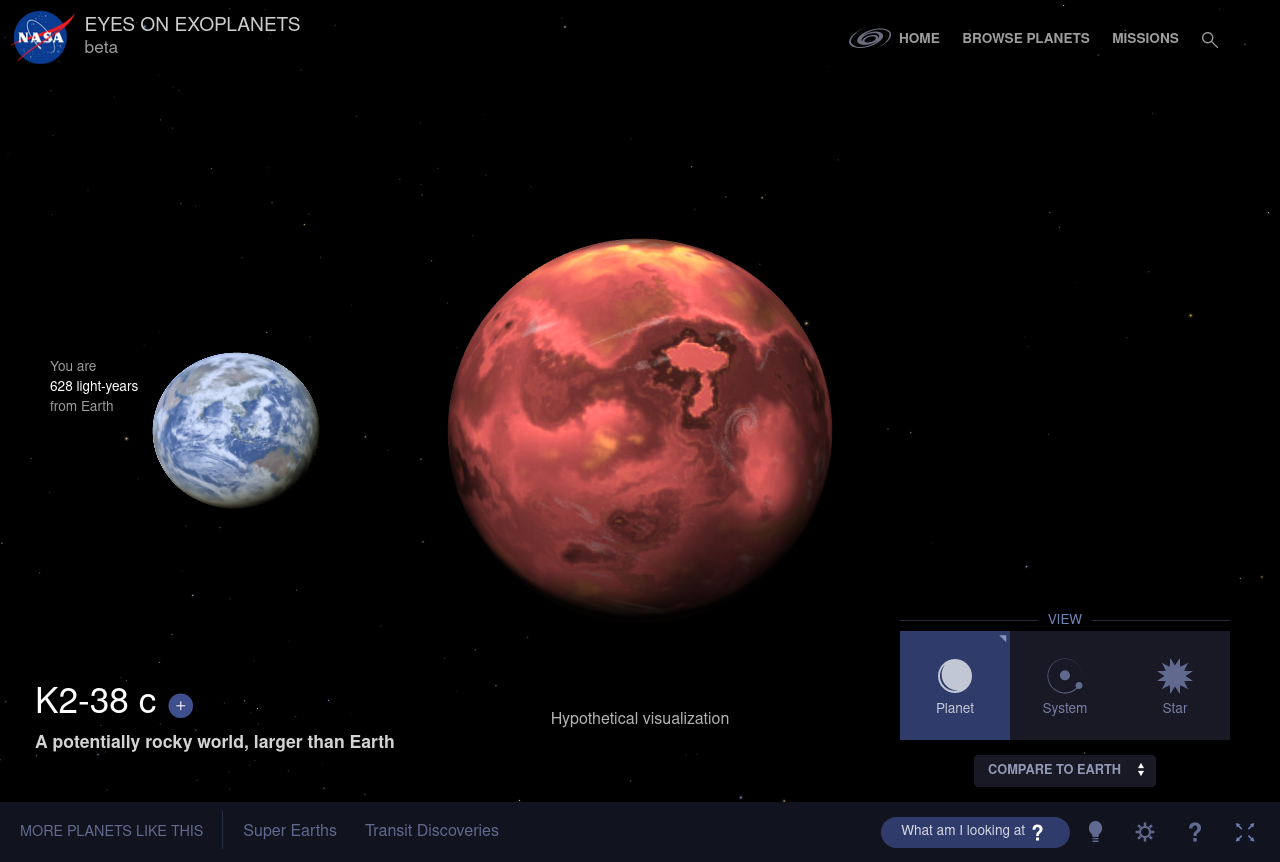 NASA
EYES ON EXOPLANETS
beta
HOME
BROWSE PLANETS
MISSIONS
You are
628 light-years
from Earth
VIEW
Planet
System
Star
K2-38 c +
A potentially rocky world, larger than Earth
Hypothetical visualization
COMPARE TO EARTH
MORE PLANETS LIKE THIS
Super Earths
Transit Discoveries
What am I looking at ?
?